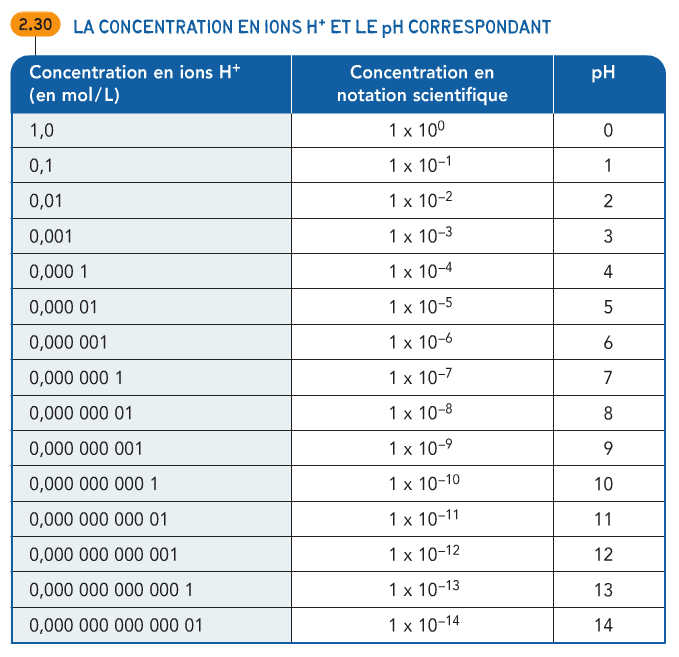 2.30 LA CONCENTRATION EN IONS H⁺ ET LE pH CORRESPONDANT
Concentration en ions H⁺ (en mol/L) Concentration en notation scientifique pH
1,0 1 x 10⁰ 0
0,1 1 x 10⁻¹ 1
0,01 1 x 10⁻² 2
0,001 1 x 10⁻³ 3
0,000 1 1 x 10⁻⁴ 4
0,000 01 1 x 10⁻⁵ 5
0,000 001 1 x 10⁻⁶ 6
0,000 000 1 1 x 10⁻⁷ 7
0,000 000 01 1 x 10⁻⁸ 8
0,000 000 001 1 x 10⁻⁹ 9
0,000 000 000 1 1 x 10⁻¹⁰ 10
0,000 000 000 01 1 x 10⁻¹¹ 11
0,000 000 000 001 1 x 10⁻¹² 12
0,000 000 000 000 1 1 x 10⁻¹³ 13
0,000 000 000 000 01 1 x 10⁻¹⁴ 14